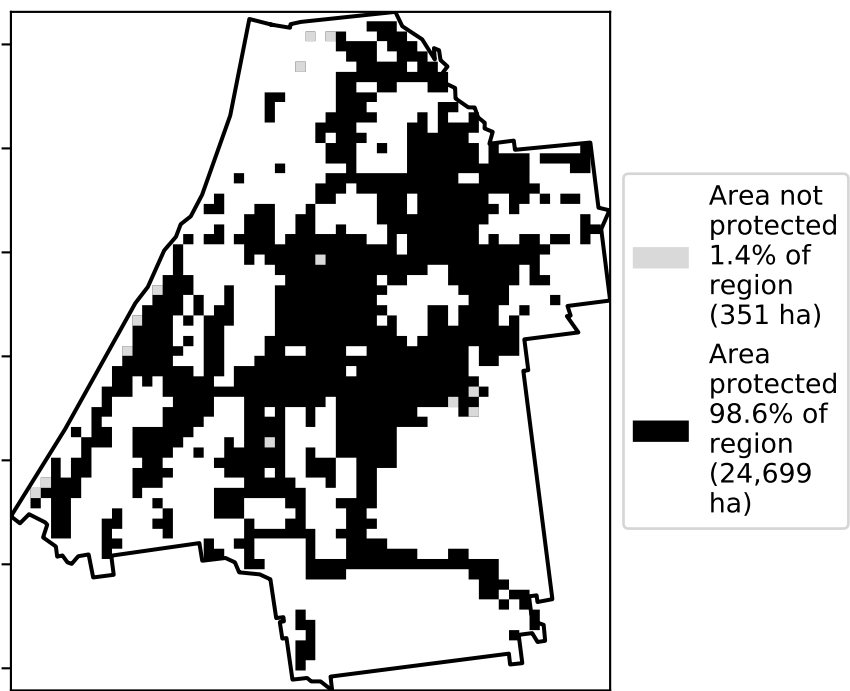 Area not
protected
1.4% of
region
(351 ha)
Area
protected
98.6% of
region
(24,699
ha)